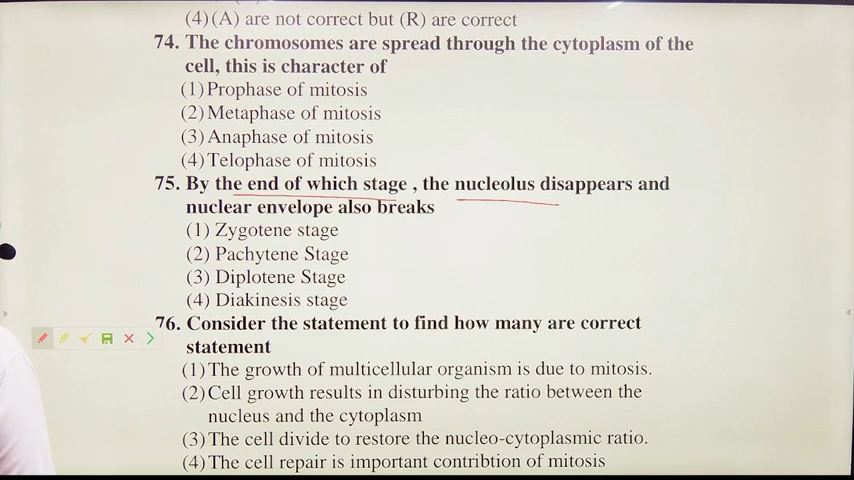 (4) (A) are not correct but (R) are correct
74. The chromosomes are spread through the cytoplasm of the
cell, this is character of
(1) Prophase of mitosis
(2) Metaphase of mitosis
(3) Anaphase of mitosis
(4) Telophase of mitosis
75. By the end of which stage , the nucleolus disappears and
nuclear envelope also breaks
(1) Zygotene stage
(2) Pachytene Stage
(3) Diplotene Stage
(4) Diakinesis stage
76. Consider the statement to find how many are correct
statement
(1) The growth of multicellular organism is due to mitosis.
(2) Cell growth results in disturbing the ratio between the
nucleus and the cytoplasm
(3) The cell divide to restore the nucleo-cytoplasmic ratio.
(4) The cell repair is important contribtion of mitosis